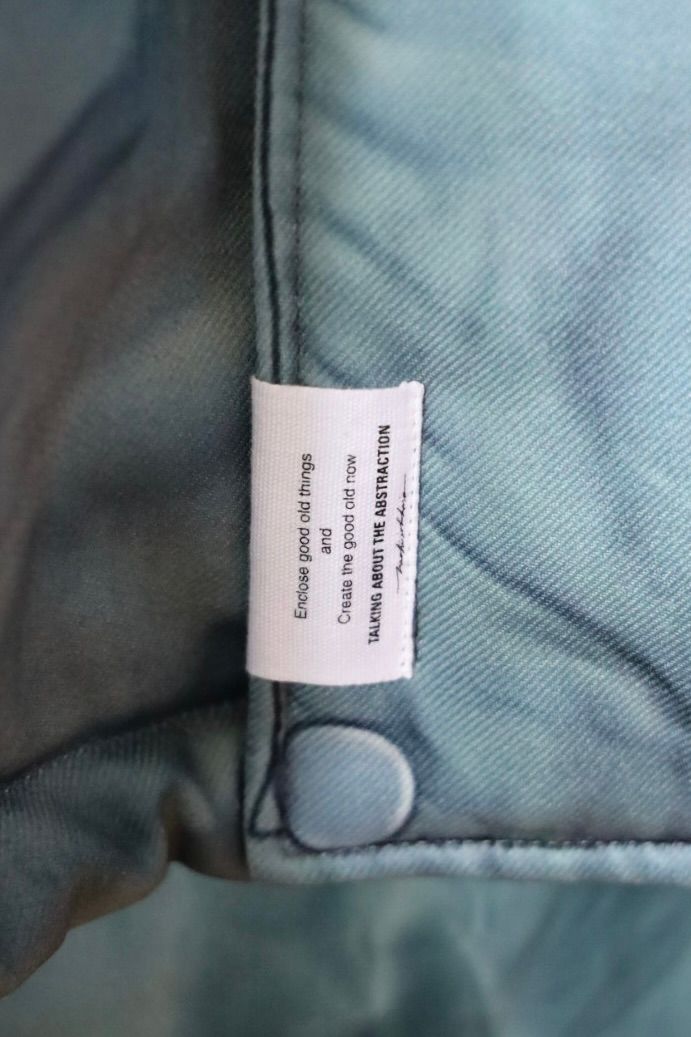 Enclose good old things
and
Create the good old now
TALKING ABOUT THE ABSTRACTION